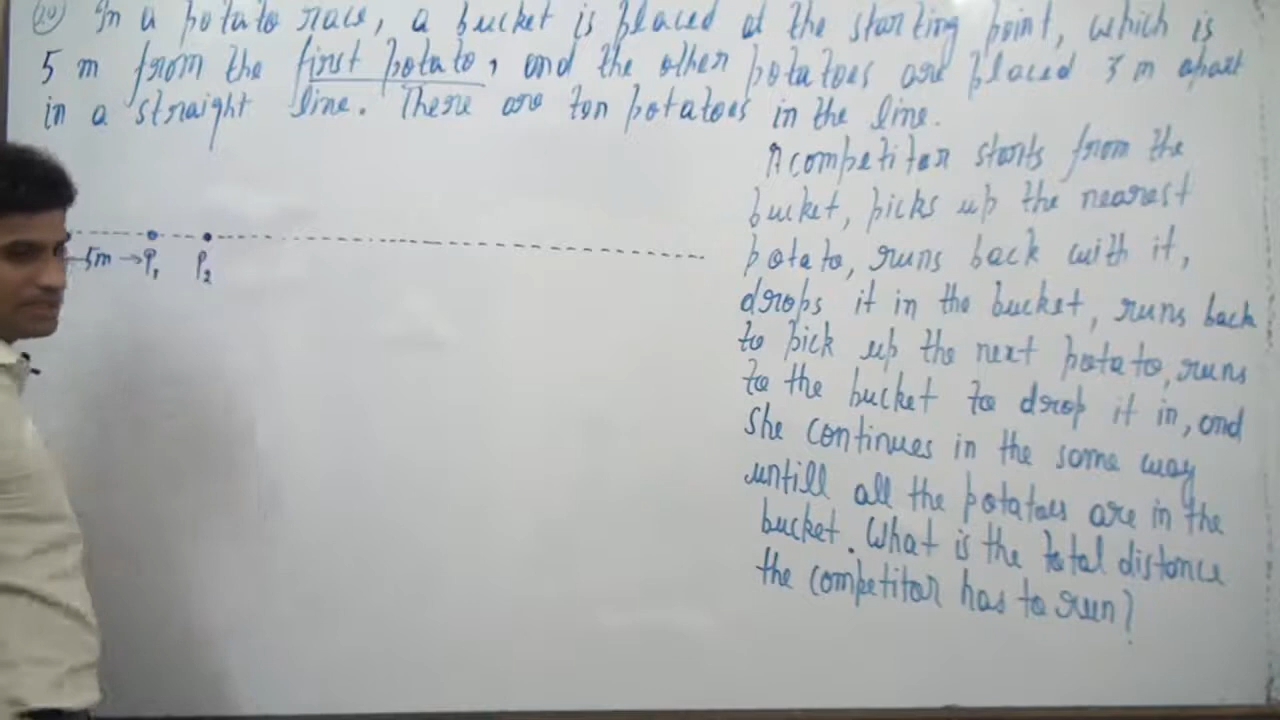 (20) In a potato race, a bucket is placed at the starting point, which is
5 m from the first potato, and the other potatoes are placed 3 m apart
in a straight line. There are ten potatoes in the line.
A competitor starts from the
bucket, picks up the nearest
potato, runs back with it,
drops it in the bucket, runs back
to pick up the next potato, runs
to the bucket to drop it in, and
she continues in the same way
untill all the potatoes are in the
bucket. What is the total distance
the competitor has to run?
5m → P1 P2